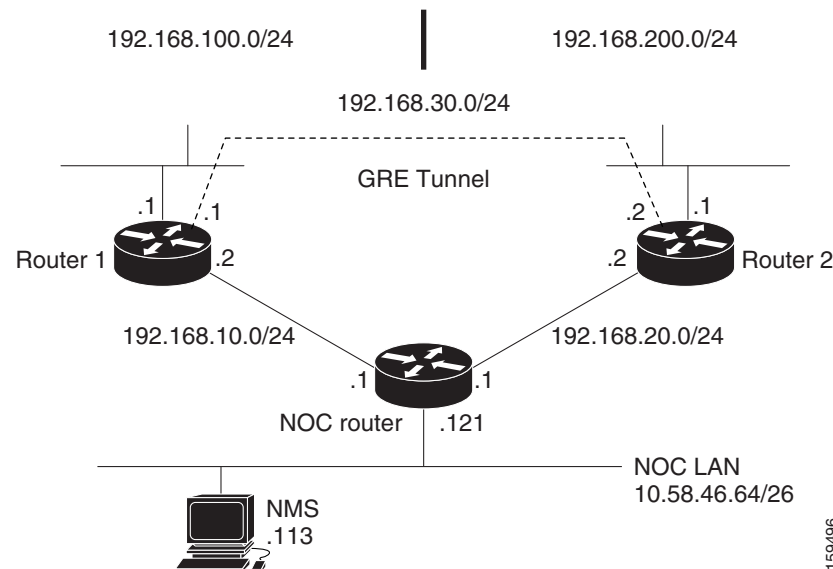 192.168.100.0/24
192.168.200.0/24
192.168.30.0/24
GRE Tunnel
.1
.1
.2
.1
Router 1
.2
.2
Router 2
192.168.10.0/24
192.168.20.0/24
.1
.1
NOC router
.121
NOC LAN
10.58.46.64/26
NMS
.113
159496